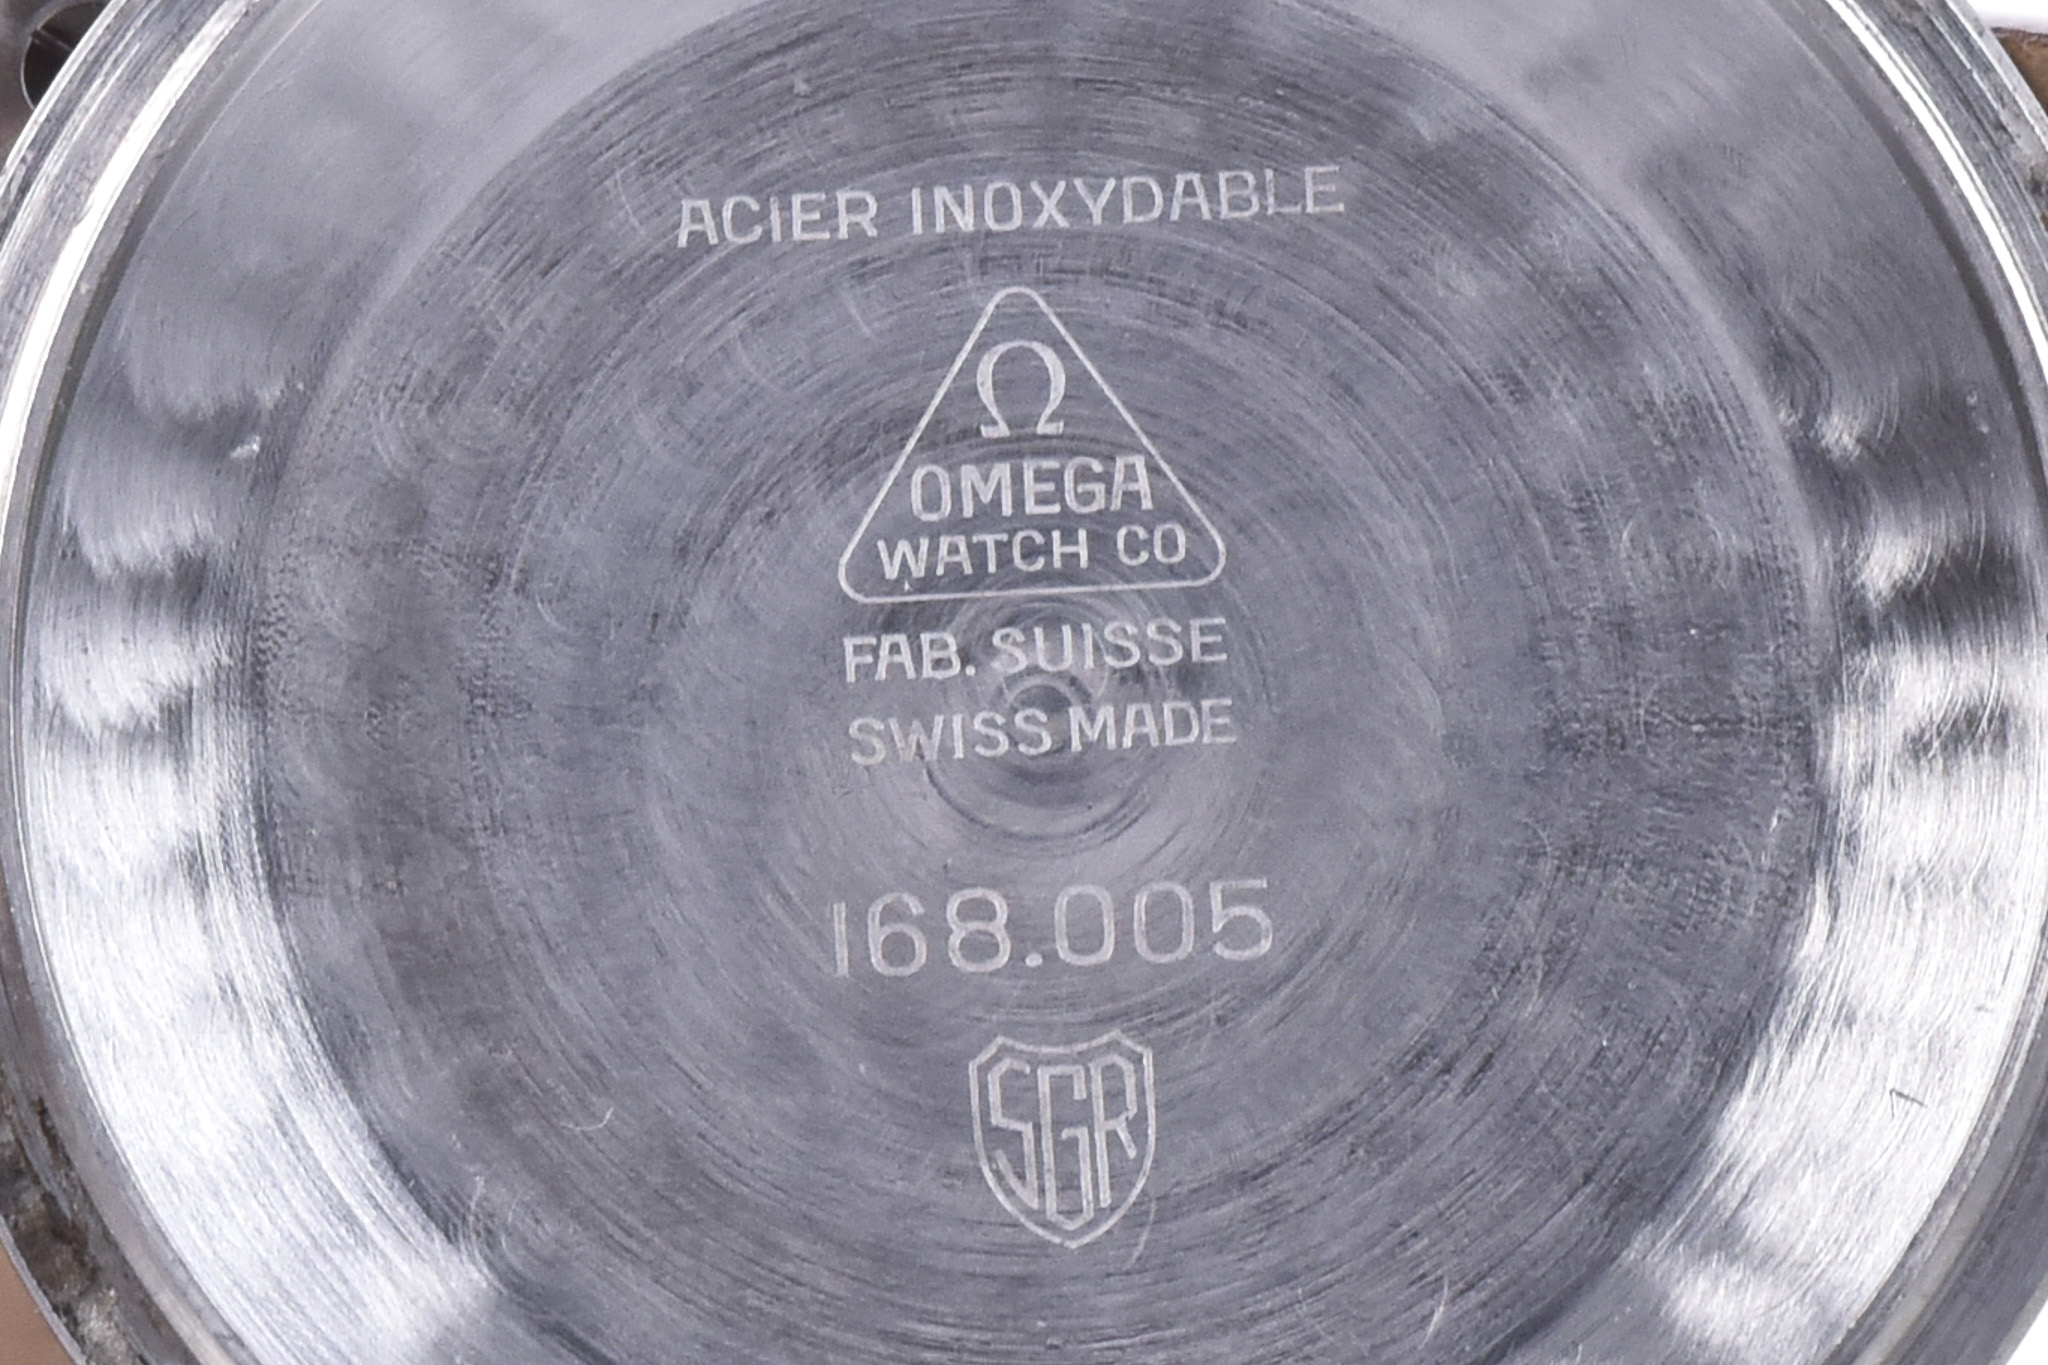 ACIER INOXYDABLE
Ω
OMEGA
WATCH CO
FAB. SUISSE
SWISS MADE
168.005
SGR